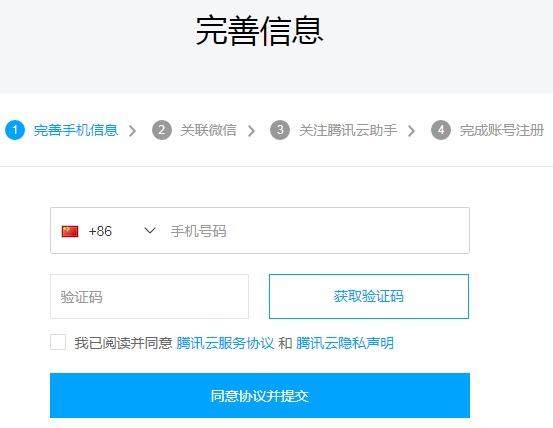 完善信息
1 完善手机信息 2 关联微信 3 关注腾讯云助手 4 完成账号注册
+86 手机号码
验证码 获取验证码
我已阅读并同意 腾讯云服务协议 和 腾讯云隐私声明
同意协议并提交